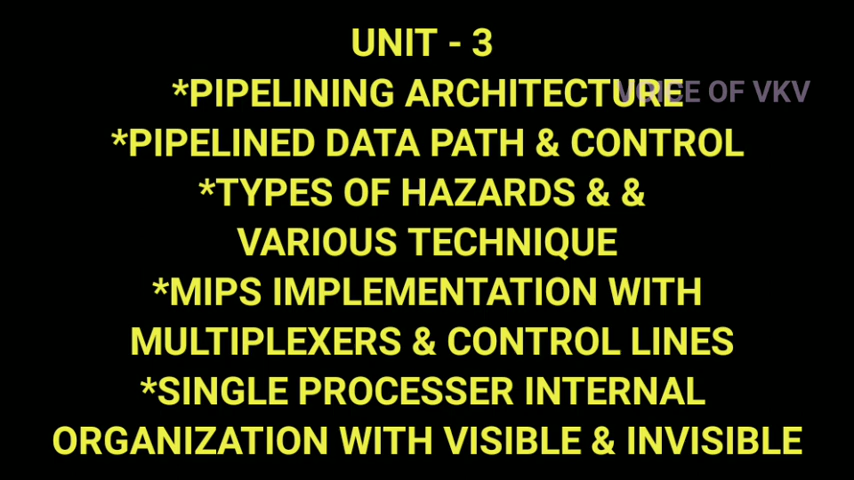 UNIT - 3
*PIPELINING ARCHITECTURE
VOICE OF VKV
*PIPELINED DATA PATH & CONTROL
*TYPES OF HAZARDS & &
VARIOUS TECHNIQUE
*MIPS IMPLEMENTATION WITH
MULTIPLEXERS & CONTROL LINES
*SINGLE PROCESSER INTERNAL
ORGANIZATION WITH VISIBLE & INVISIBLE